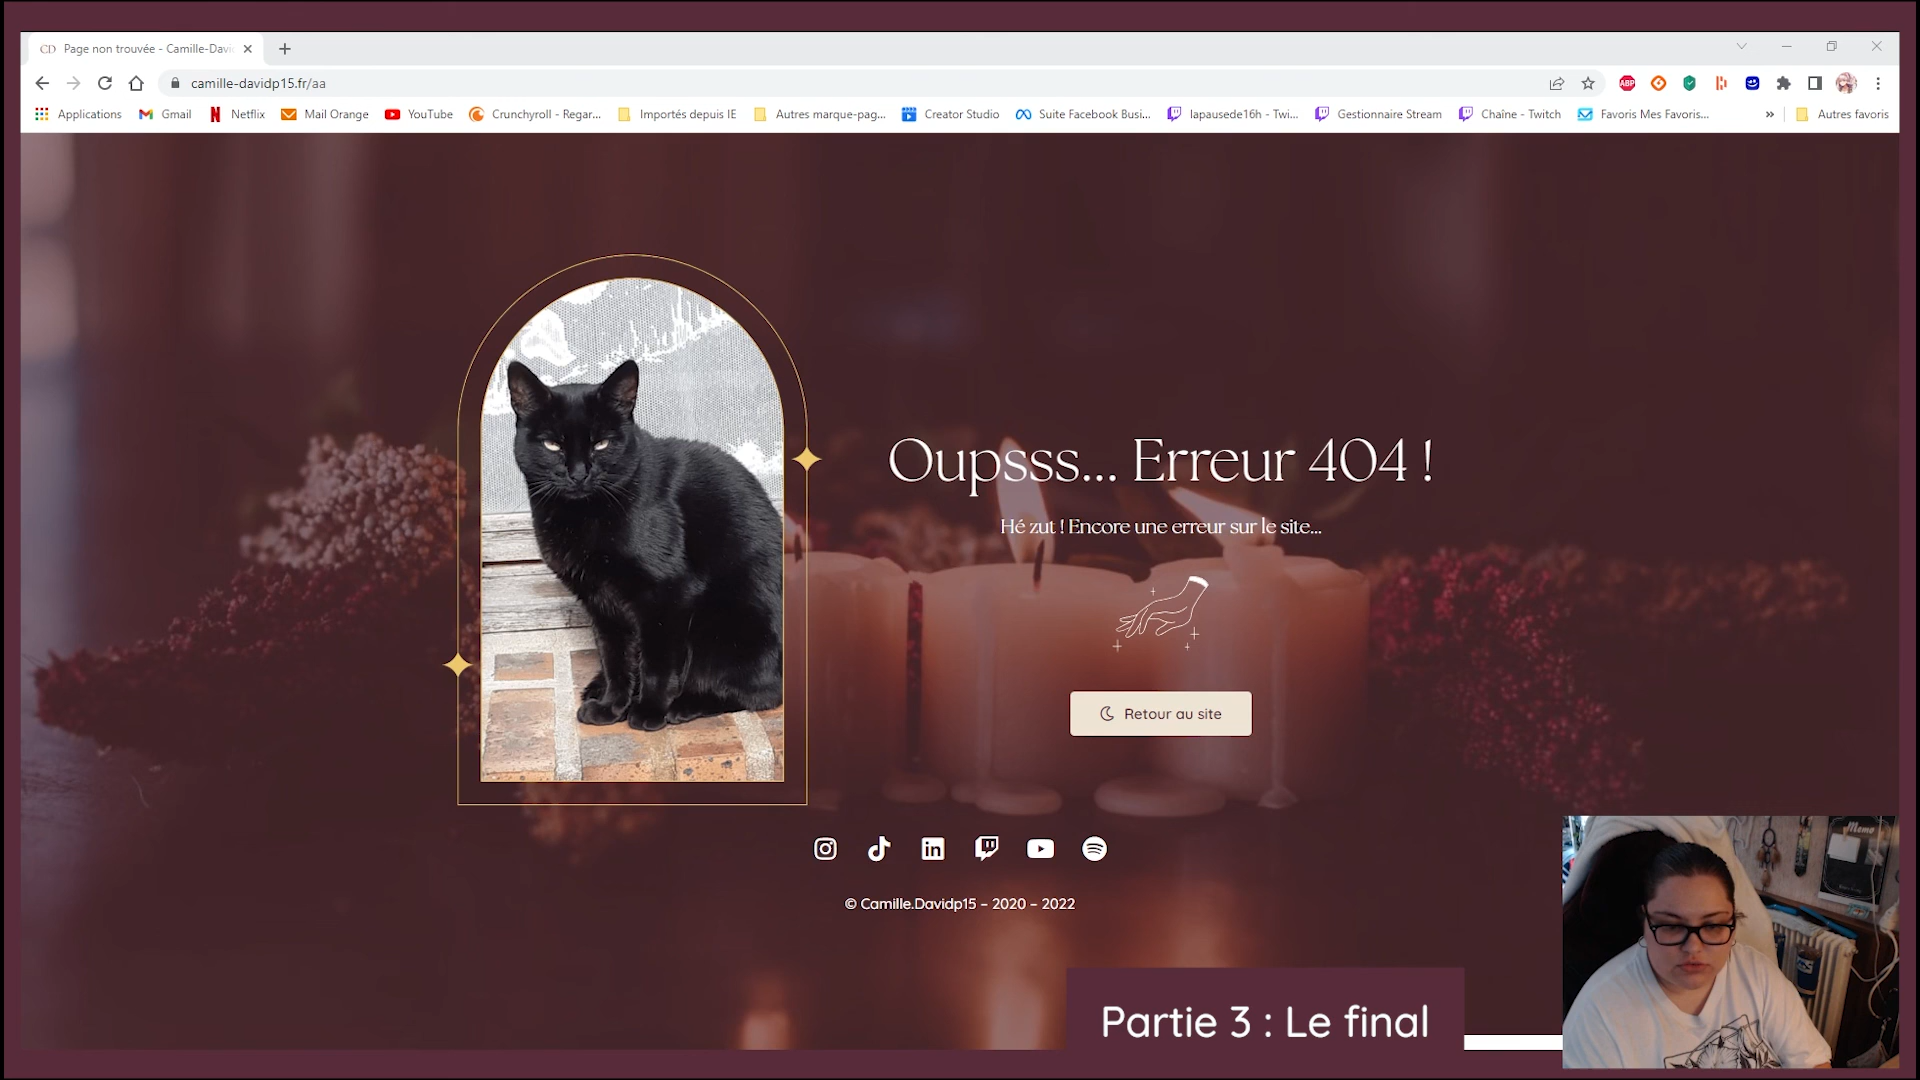 CD Page non trouvée - Camille-Davi
camille-davidp15.fr/aa
ABP
Applications Gmail Netflix Mail Orange YouTube Crunchyroll - Regar... Importés depuis IE Autres marque-pag... Creator Studio Suite Facebook Busi... lapausede16h - Twi... Gestionnaire Stream Chaîne - Twitch Favoris Mes Favoris... » Autres favoris
Oupsss... Erreur 404 !
Hé zut ! Encore une erreur sur le site...
Retour au site
© Camille.Davidp15 – 2020 – 2022
Memo
Partie 3 : Le final